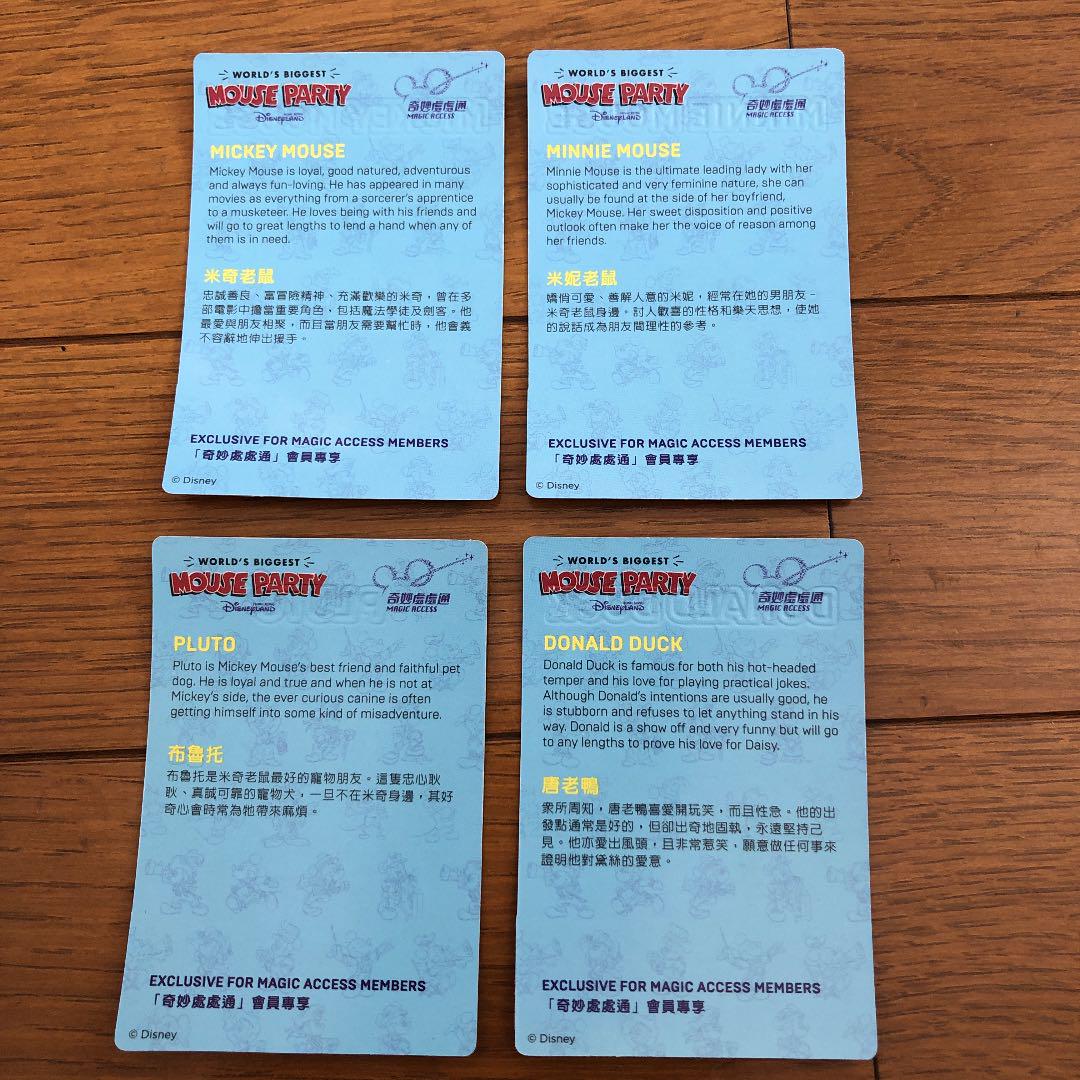 WORLD'S BIGGEST
MOUSE PARTY
HONG KONG
DISNEYLAND
奇妙處處通
MAGIC ACCESS
MICKEY MOUSE
Mickey Mouse is loyal, good natured, adventurous
and always fun-loving. He has appeared in many
movies as everything from a sorcerer's apprentice
to a musketeer. He loves being with his friends and
will go to great lengths to lend a hand when any of
them is in need.
米奇老鼠
忠誠善良、富冒險精神、充滿歡樂的米奇，曾在多
部電影中擔當重要角色，包括魔法學徒及劍客。他
最愛與朋友相聚，而且當朋友需要幫忙時，他會義
不容辭地伸出援手。
EXCLUSIVE FOR MAGIC ACCESS MEMBERS
「奇妙處處通」會員專享
© Disney
WORLD'S BIGGEST
MOUSE PARTY
HONG KONG
DISNEYLAND
奇妙處處通
MAGIC ACCESS
MINNIE MOUSE
MINNIE MOUSE
Minnie Mouse is the ultimate leading lady with her
sophisticated and very feminine nature, she can
usually be found at the side of her boyfriend,
Mickey Mouse. Her sweet disposition and positive
outlook often make her the voice of reason among
her friends.
米妮老鼠
嬌俏可愛、善解人意的米妮，經常在她的男朋友－
米奇老鼠身邊。討人歡喜的性格和樂天思想，使她
的說話成為朋友間理性的參考。
EXCLUSIVE FOR MAGIC ACCESS MEMBERS
「奇妙處處通」會員專享
© Disney
WORLD'S BIGGEST
MOUSE PARTY
HONG KONG
DISNEYLAND
奇妙處處通
MAGIC ACCESS
PLUTO
Pluto is Mickey Mouse's best friend and faithful pet
dog. He is loyal and true and when he is not at
Mickey's side, the ever curious canine is often
getting himself into some kind of misadventure.
布魯托
布魯托是米奇老鼠最好的寵物朋友。這隻忠心耿
耿、真誠可靠的寵物犬，一旦不在米奇身邊，其好
奇心會時常為牠帶來麻煩。
EXCLUSIVE FOR MAGIC ACCESS MEMBERS
「奇妙處處通」會員專享
© Disney
WORLD'S BIGGEST
MOUSE PARTY
HONG KONG
DISNEYLAND
奇妙處處通
MAGIC ACCESS
DONALD DUCK
DONALD DUCK
Donald Duck is famous for both his hot-headed
temper and his love for playing practical jokes.
Although Donald's intentions are usually good, he
is stubborn and refuses to let anything stand in his
way. Donald is a show off and very funny but will go
to any lengths to prove his love for Daisy.
唐老鴨
衆所周知，唐老鴨喜愛開玩笑，而且性急。他的出
發點通常是好的，但卻出奇地固執，永遠堅持己
見。他亦愛出風頭，且非常惹笑，願意做任何事來
證明他對黛絲的愛意。
EXCLUSIVE FOR MAGIC ACCESS MEMBERS
「奇妙處處通」會員專享
© Disney